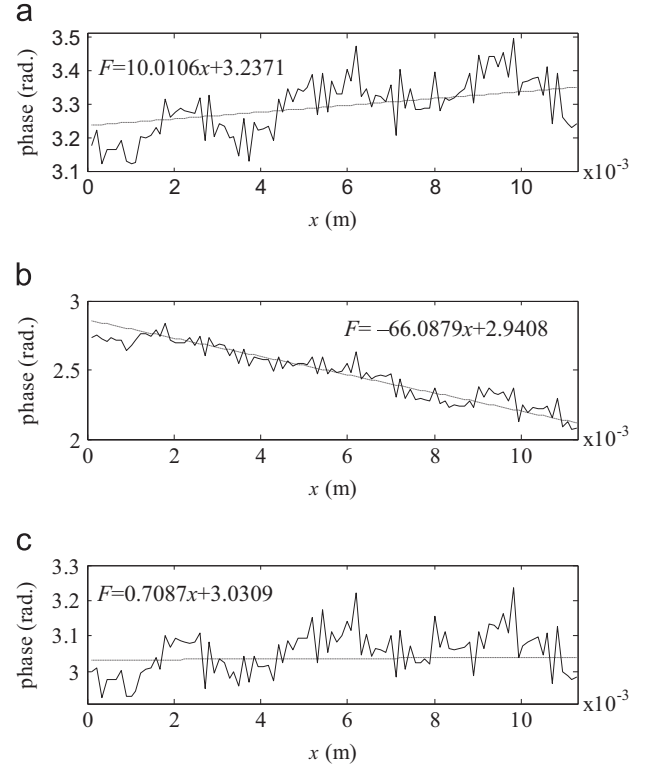 a
3.5
F=10.0106x+3.2371
3.4
phase (rad.)
3.3
3.2
3.1
0 2 4 6 8 10
x10-3
x (m)
b
3
F= –66.0879x+2.9408
phase (rad.)
2.5
2
0 2 4 6 8 10
x10-3
x (m)
c
3.3
F=0.7087x+3.0309
3.2
phase (rad.)
3.1
3
0 2 4 6 8 10
x10-3
x (m)